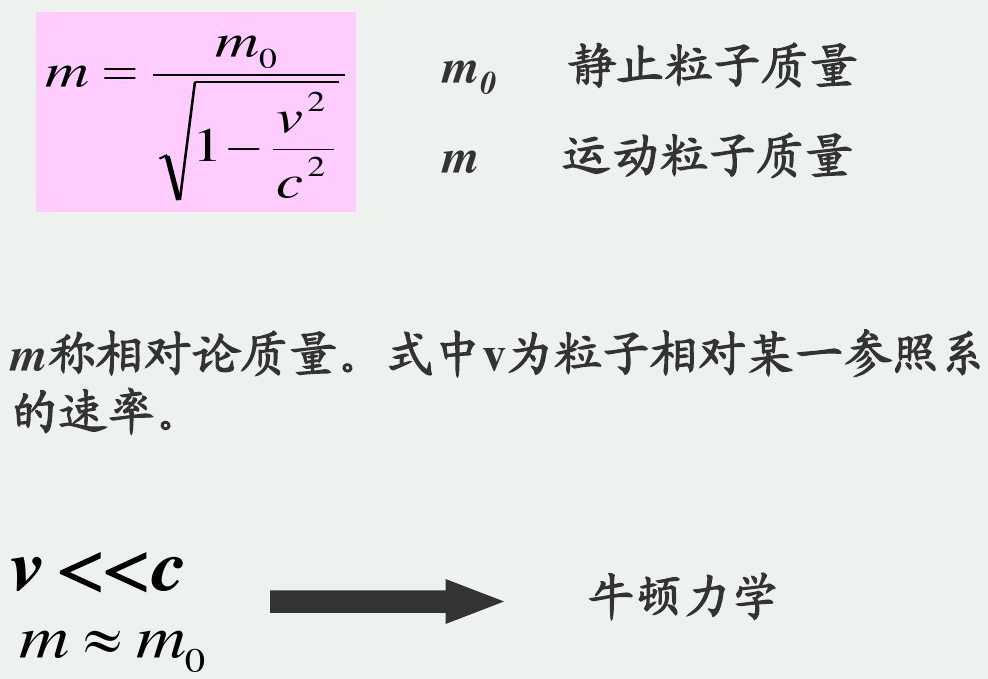 m = m₀ / √(1 − v²/c²)
m₀ 静止粒子质量
m 运动粒子质量
m称相对论质量。式中v为粒子相对某一参照系
的速率。
v <<c
m ≈ m₀
牛顿力学